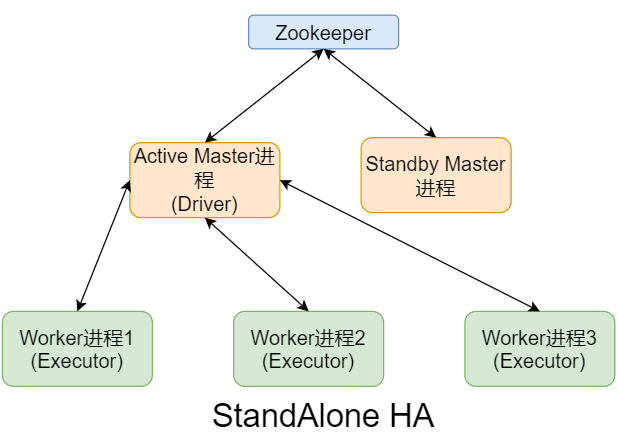 Zookeeper
Active Master进
程
(Driver)
Standby Master
进程
Worker进程1
(Executor)
Worker进程2
(Executor)
Worker进程3
(Executor)
StandAlone HA